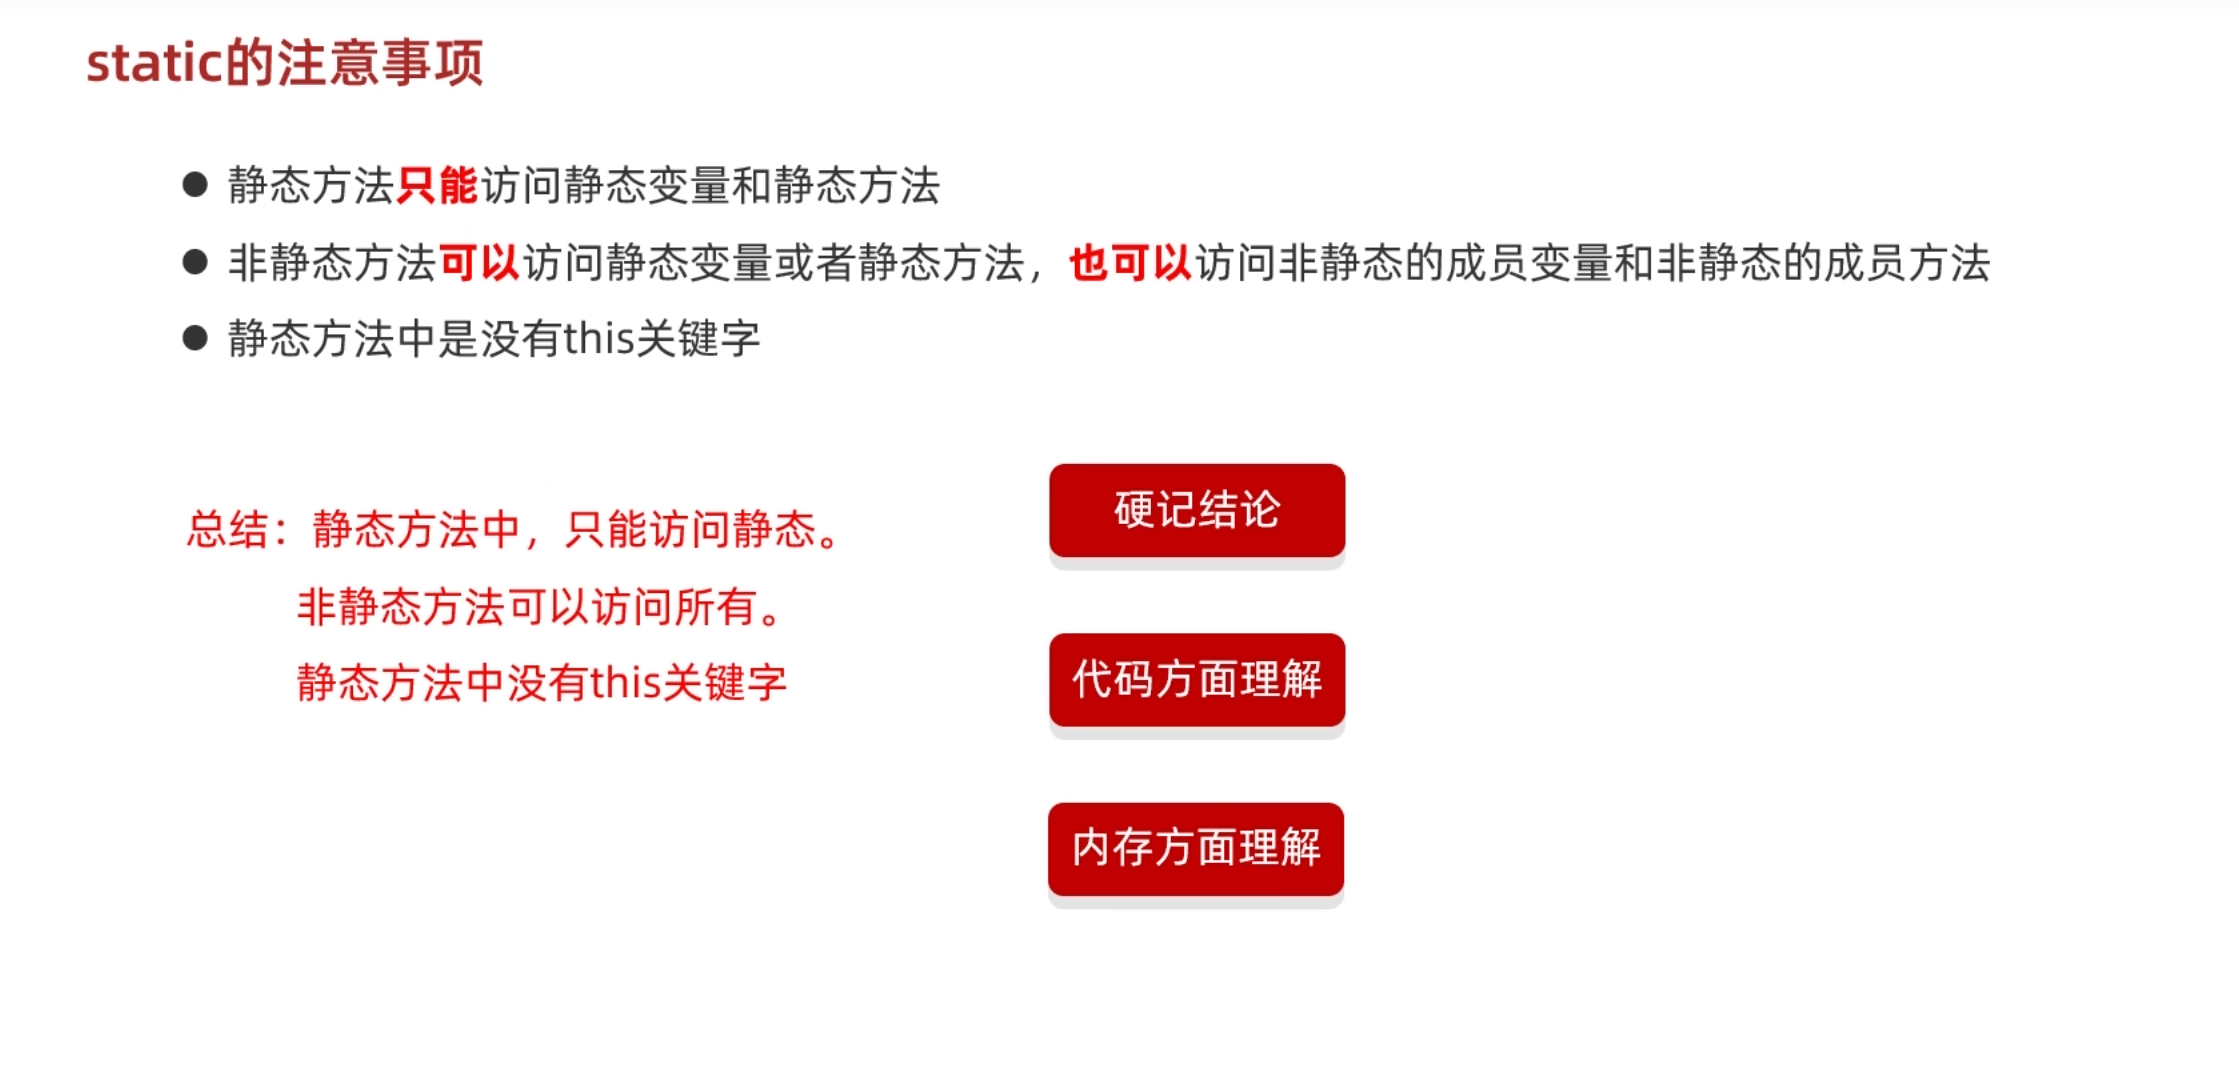 static的注意事项
● 静态方法只能访问静态变量和静态方法
● 非静态方法可以访问静态变量或者静态方法，也可以访问非静态的成员变量和非静态的成员方法
● 静态方法中是没有this关键字
总结：静态方法中，只能访问静态。
非静态方法可以访问所有。
静态方法中没有this关键字
硬记结论
代码方面理解
内存方面理解